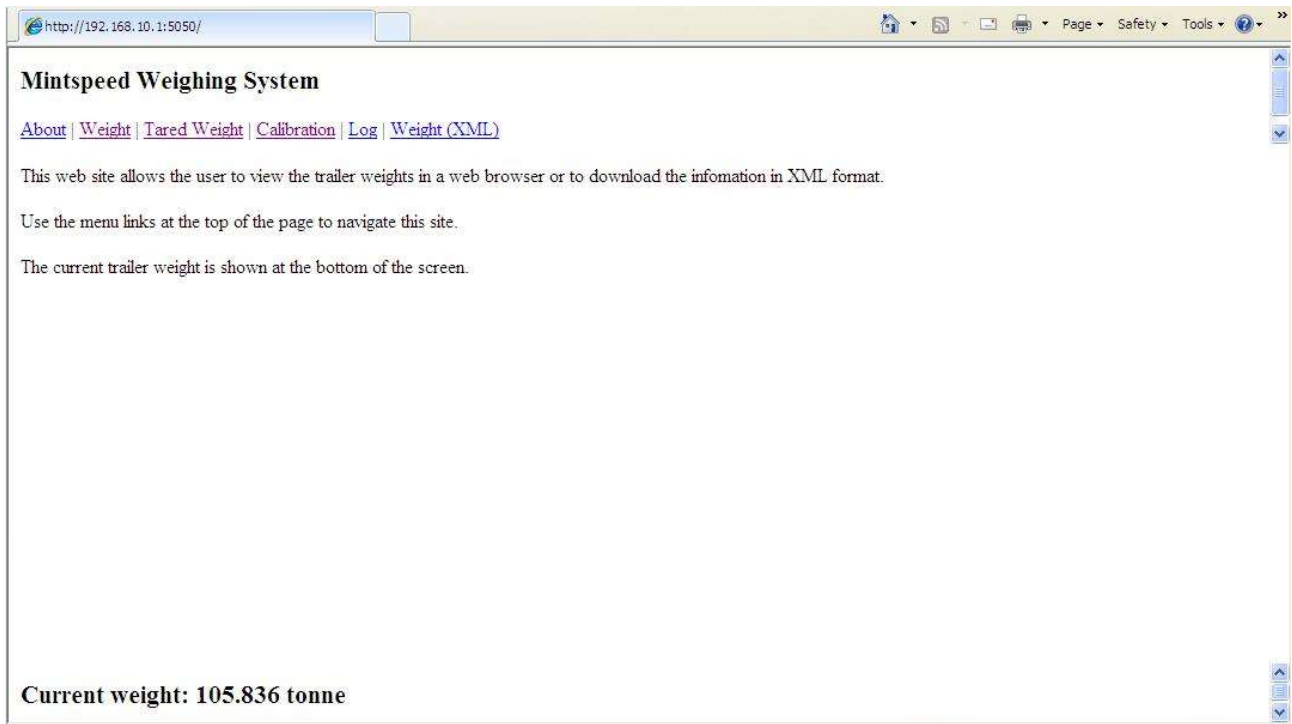 http://192.168.10.1:5050/
Page Safety Tools »
Mintspeed Weighing System
About | Weight | Tared Weight | Calibration | Log | Weight (XML)
This web site allows the user to view the trailer weights in a web browser or to download the infomation in XML format.
Use the menu links at the top of the page to navigate this site.
The current trailer weight is shown at the bottom of the screen.
Current weight: 105.836 tonne